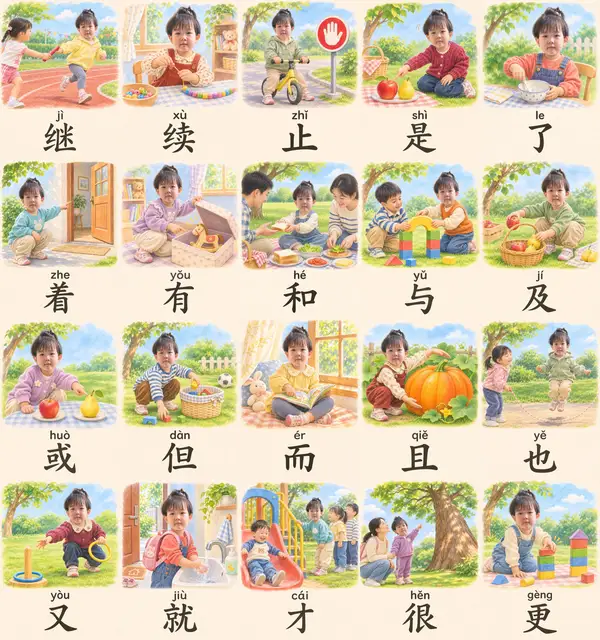 jì xù zhǐ shì le
继 续 止 是 了
zhe yǒu hé yǔ jí
着 有 和 与 及
huò dàn ér qiě yě
或 但 而 且 也
yòu jiù cái hěn gèng
又 就 才 很 更